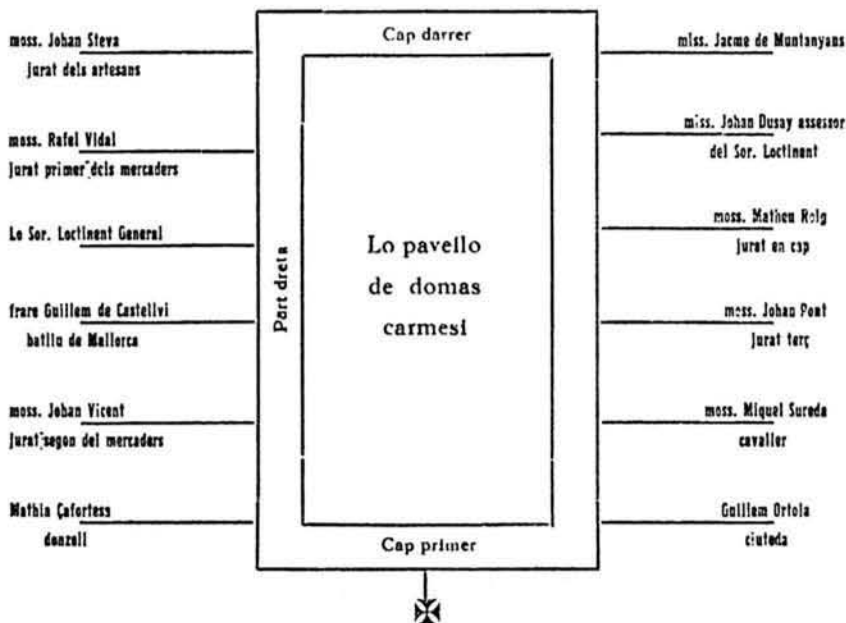 Cap darrer
moss. Johan Steva
jurat dels artesans
moss. Rafel Vidal
jurat primer dels mercaders
Lo Sor. Loctinent General
frare Guillem de Castellvi
batliu de Mallorca
moss. Johan Vicent
jurat segon del mercaders
Mathia Çafortesa
donzell
Part dreta
Lo pavello
de domas
carmesi
miss. Jacme de Muntanyans
miss. Johan Dusay assessor
del Sor. Loctinent
moss. Matheu Roig
jurat en cap
moss. Johan Pont
jurat terç
moss. Miquel Sureda
cavaller
Guillem Ortola
ciuteda
Cap primer